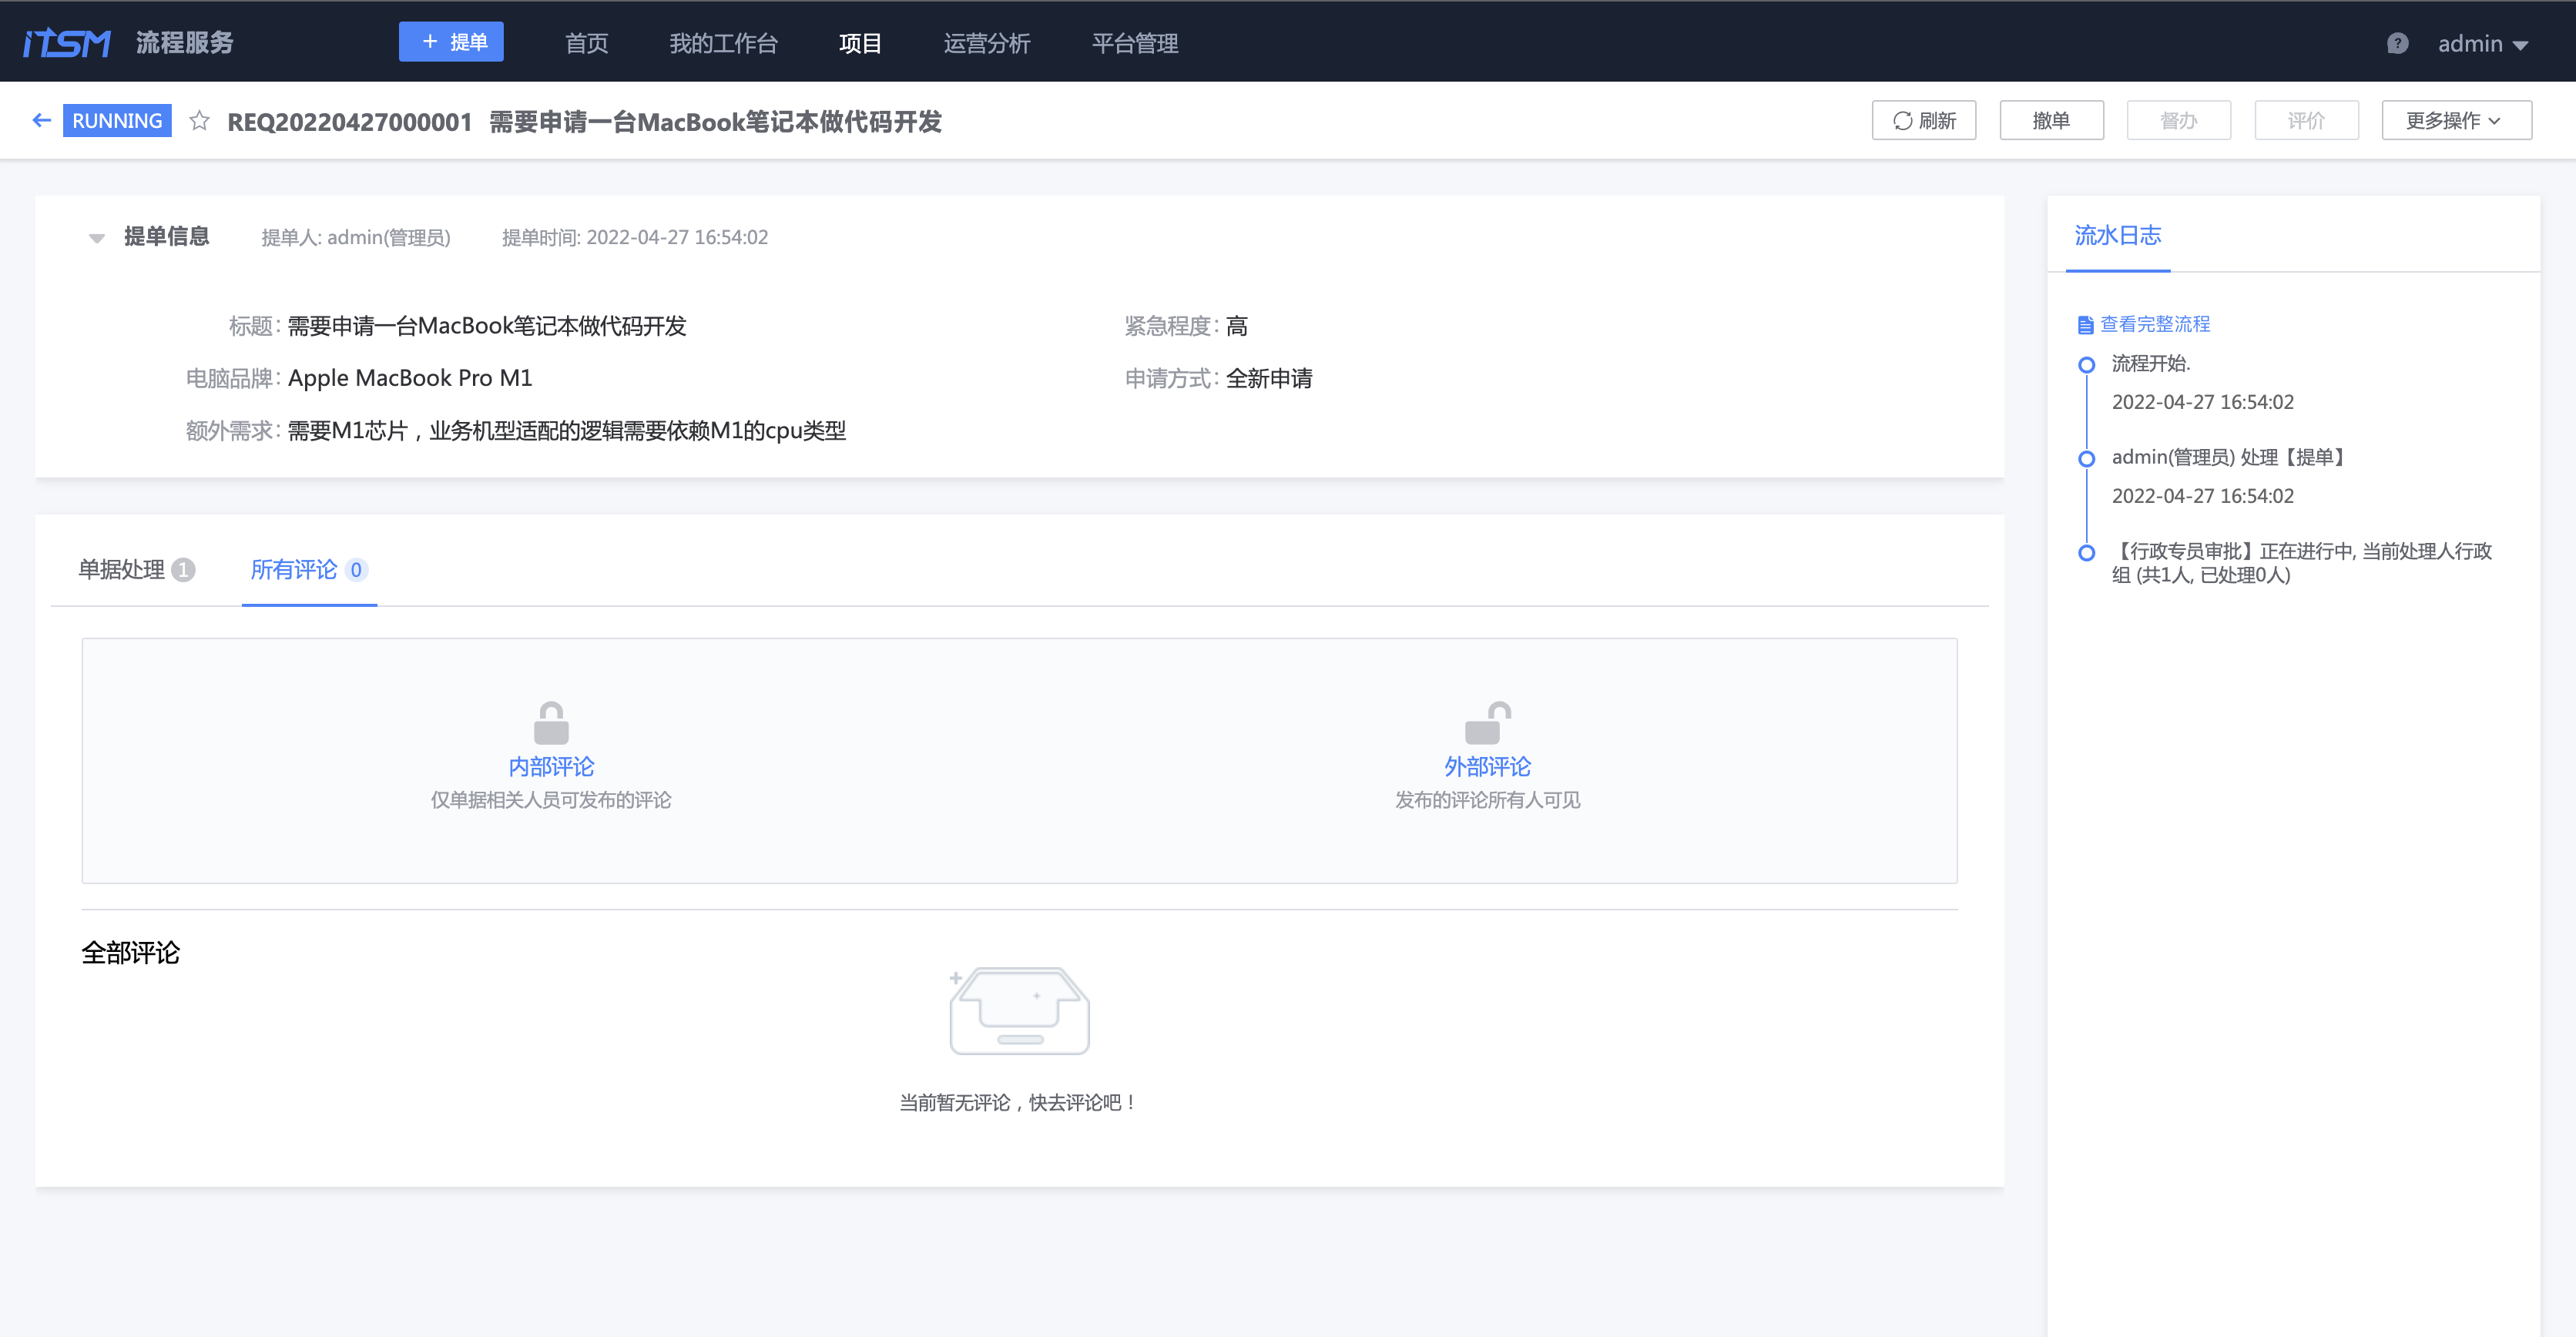 iTSM 流程服务 + 提单 首页 我的工作台 项目 运营分析 平台管理 ? admin
RUNNING REQ20220427000001 需要申请一台MacBook笔记本做代码开发 刷新 撤单 督办 评价 更多操作
提单信息 提单人: admin(管理员) 提单时间: 2022-04-27 16:54:02
标题: 需要申请一台MacBook笔记本做代码开发 紧急程度: 高
电脑品牌: Apple MacBook Pro M1 申请方式: 全新申请
额外需求: 需要M1芯片，业务机型适配的逻辑需要依赖M1的cpu类型
单据处理 1 所有评论 0
内部评论
仅单据相关人员可发布的评论
外部评论
发布的评论所有人可见
全部评论
当前暂无评论，快去评论吧！
流水日志
查看完整流程
流程开始.
2022-04-27 16:54:02
admin(管理员) 处理【提单】
2022-04-27 16:54:02
【行政专员审批】正在进行中, 当前处理人行政
组 (共1人, 已处理0人)